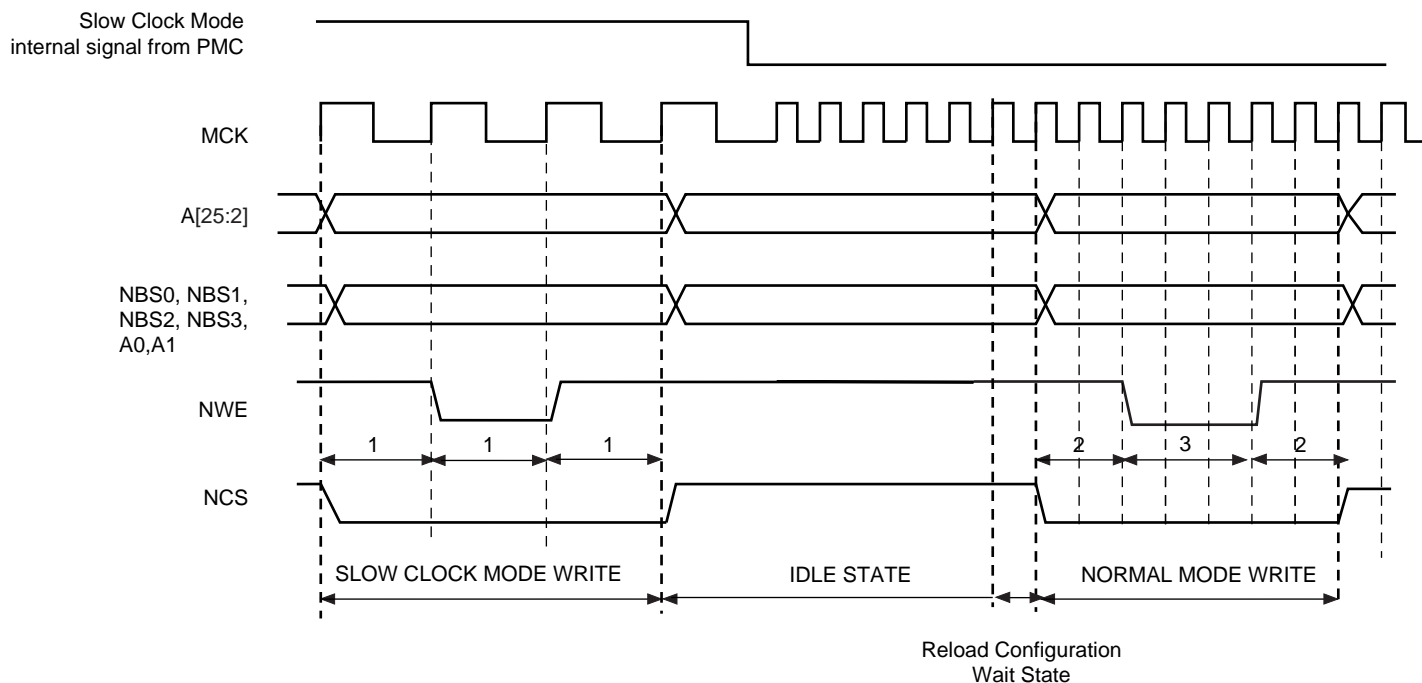 Slow Clock Mode
internal signal from PMC
MCK
A[25:2]
NBS0, NBS1,
NBS2, NBS3,
A0,A1
NWE
1 1 1 2 3 2
NCS
SLOW CLOCK MODE WRITE IDLE STATE NORMAL MODE WRITE
Reload Configuration
Wait State